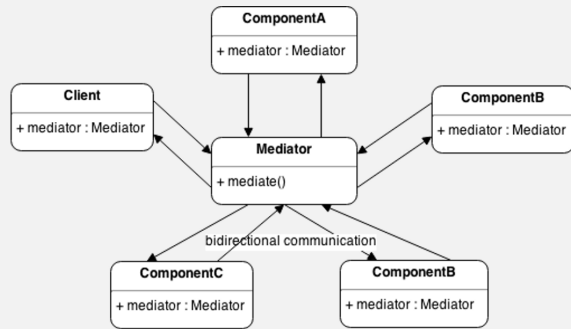 ComponentA
+ mediator : Mediator
Client
+ mediator : Mediator
ComponentB
+ mediator : Mediator
Mediator
+ mediate()
bidirectional communication
ComponentC
+ mediator : Mediator
ComponentB
+ mediator : Mediator